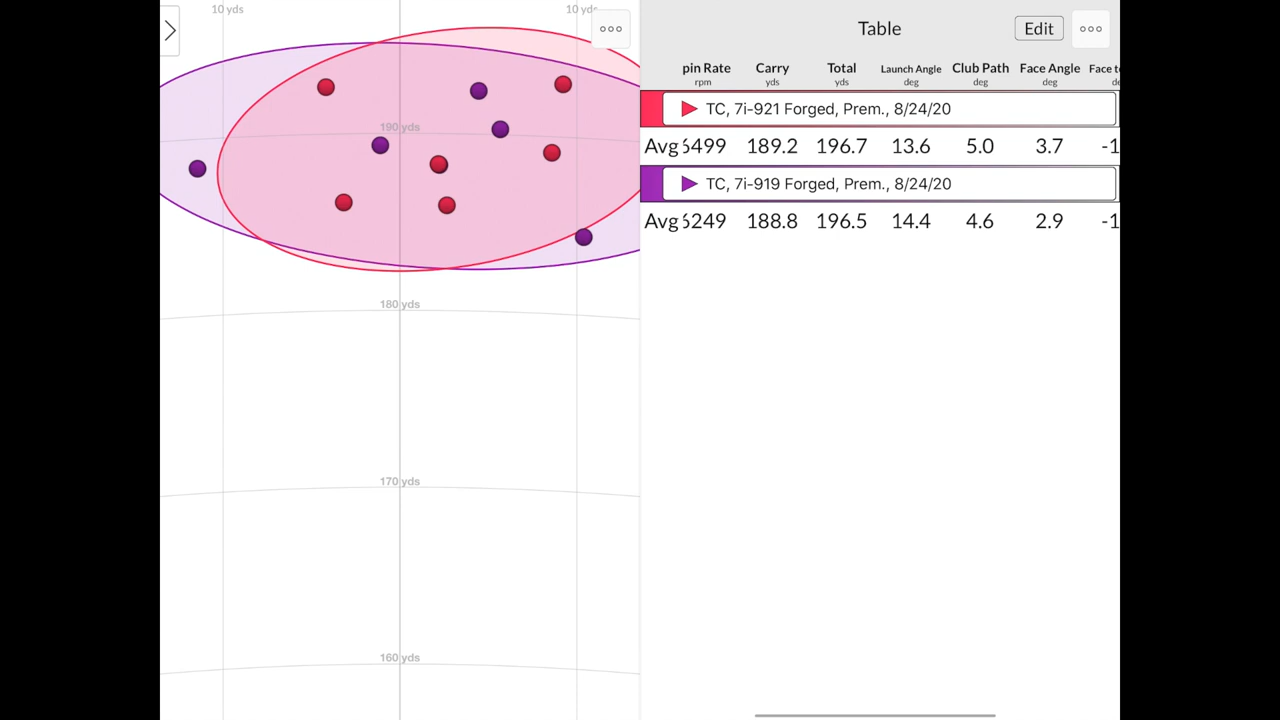 10 yds
10 yds
190 yds
180 yds
170 yds
160 yds
Table
Edit
pin Rate Carry Total Launch Angle Club Path Face Angle Face
rpm yds yds deg deg deg
TC, 7i-921 Forged, Prem., 8/24/20
Avg 499 189.2 196.7 13.6 5.0 3.7 -1
TC, 7i-919 Forged, Prem., 8/24/20
Avg 249 188.8 196.5 14.4 4.6 2.9 -1